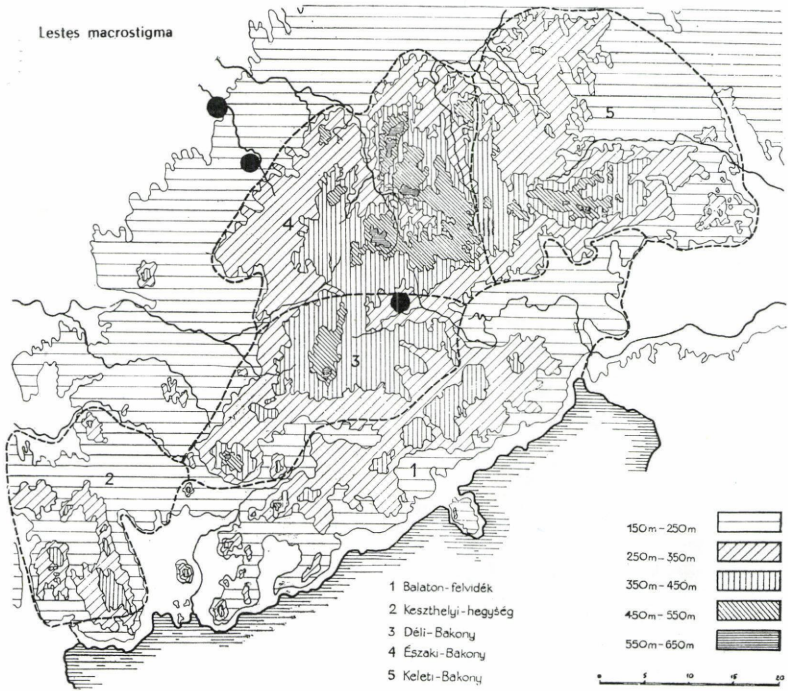 Lestes macrostigma
5
4
3
2
1
1 Balaton-felvidék
2 Keszthelyi-hegység
3 Déli-Bakony
4 Északi-Bakony
5 Keleti-Bakony
150m-250m
250m-350m
350m-450m
450m-550m
550m-650m
0 5 10 15 20